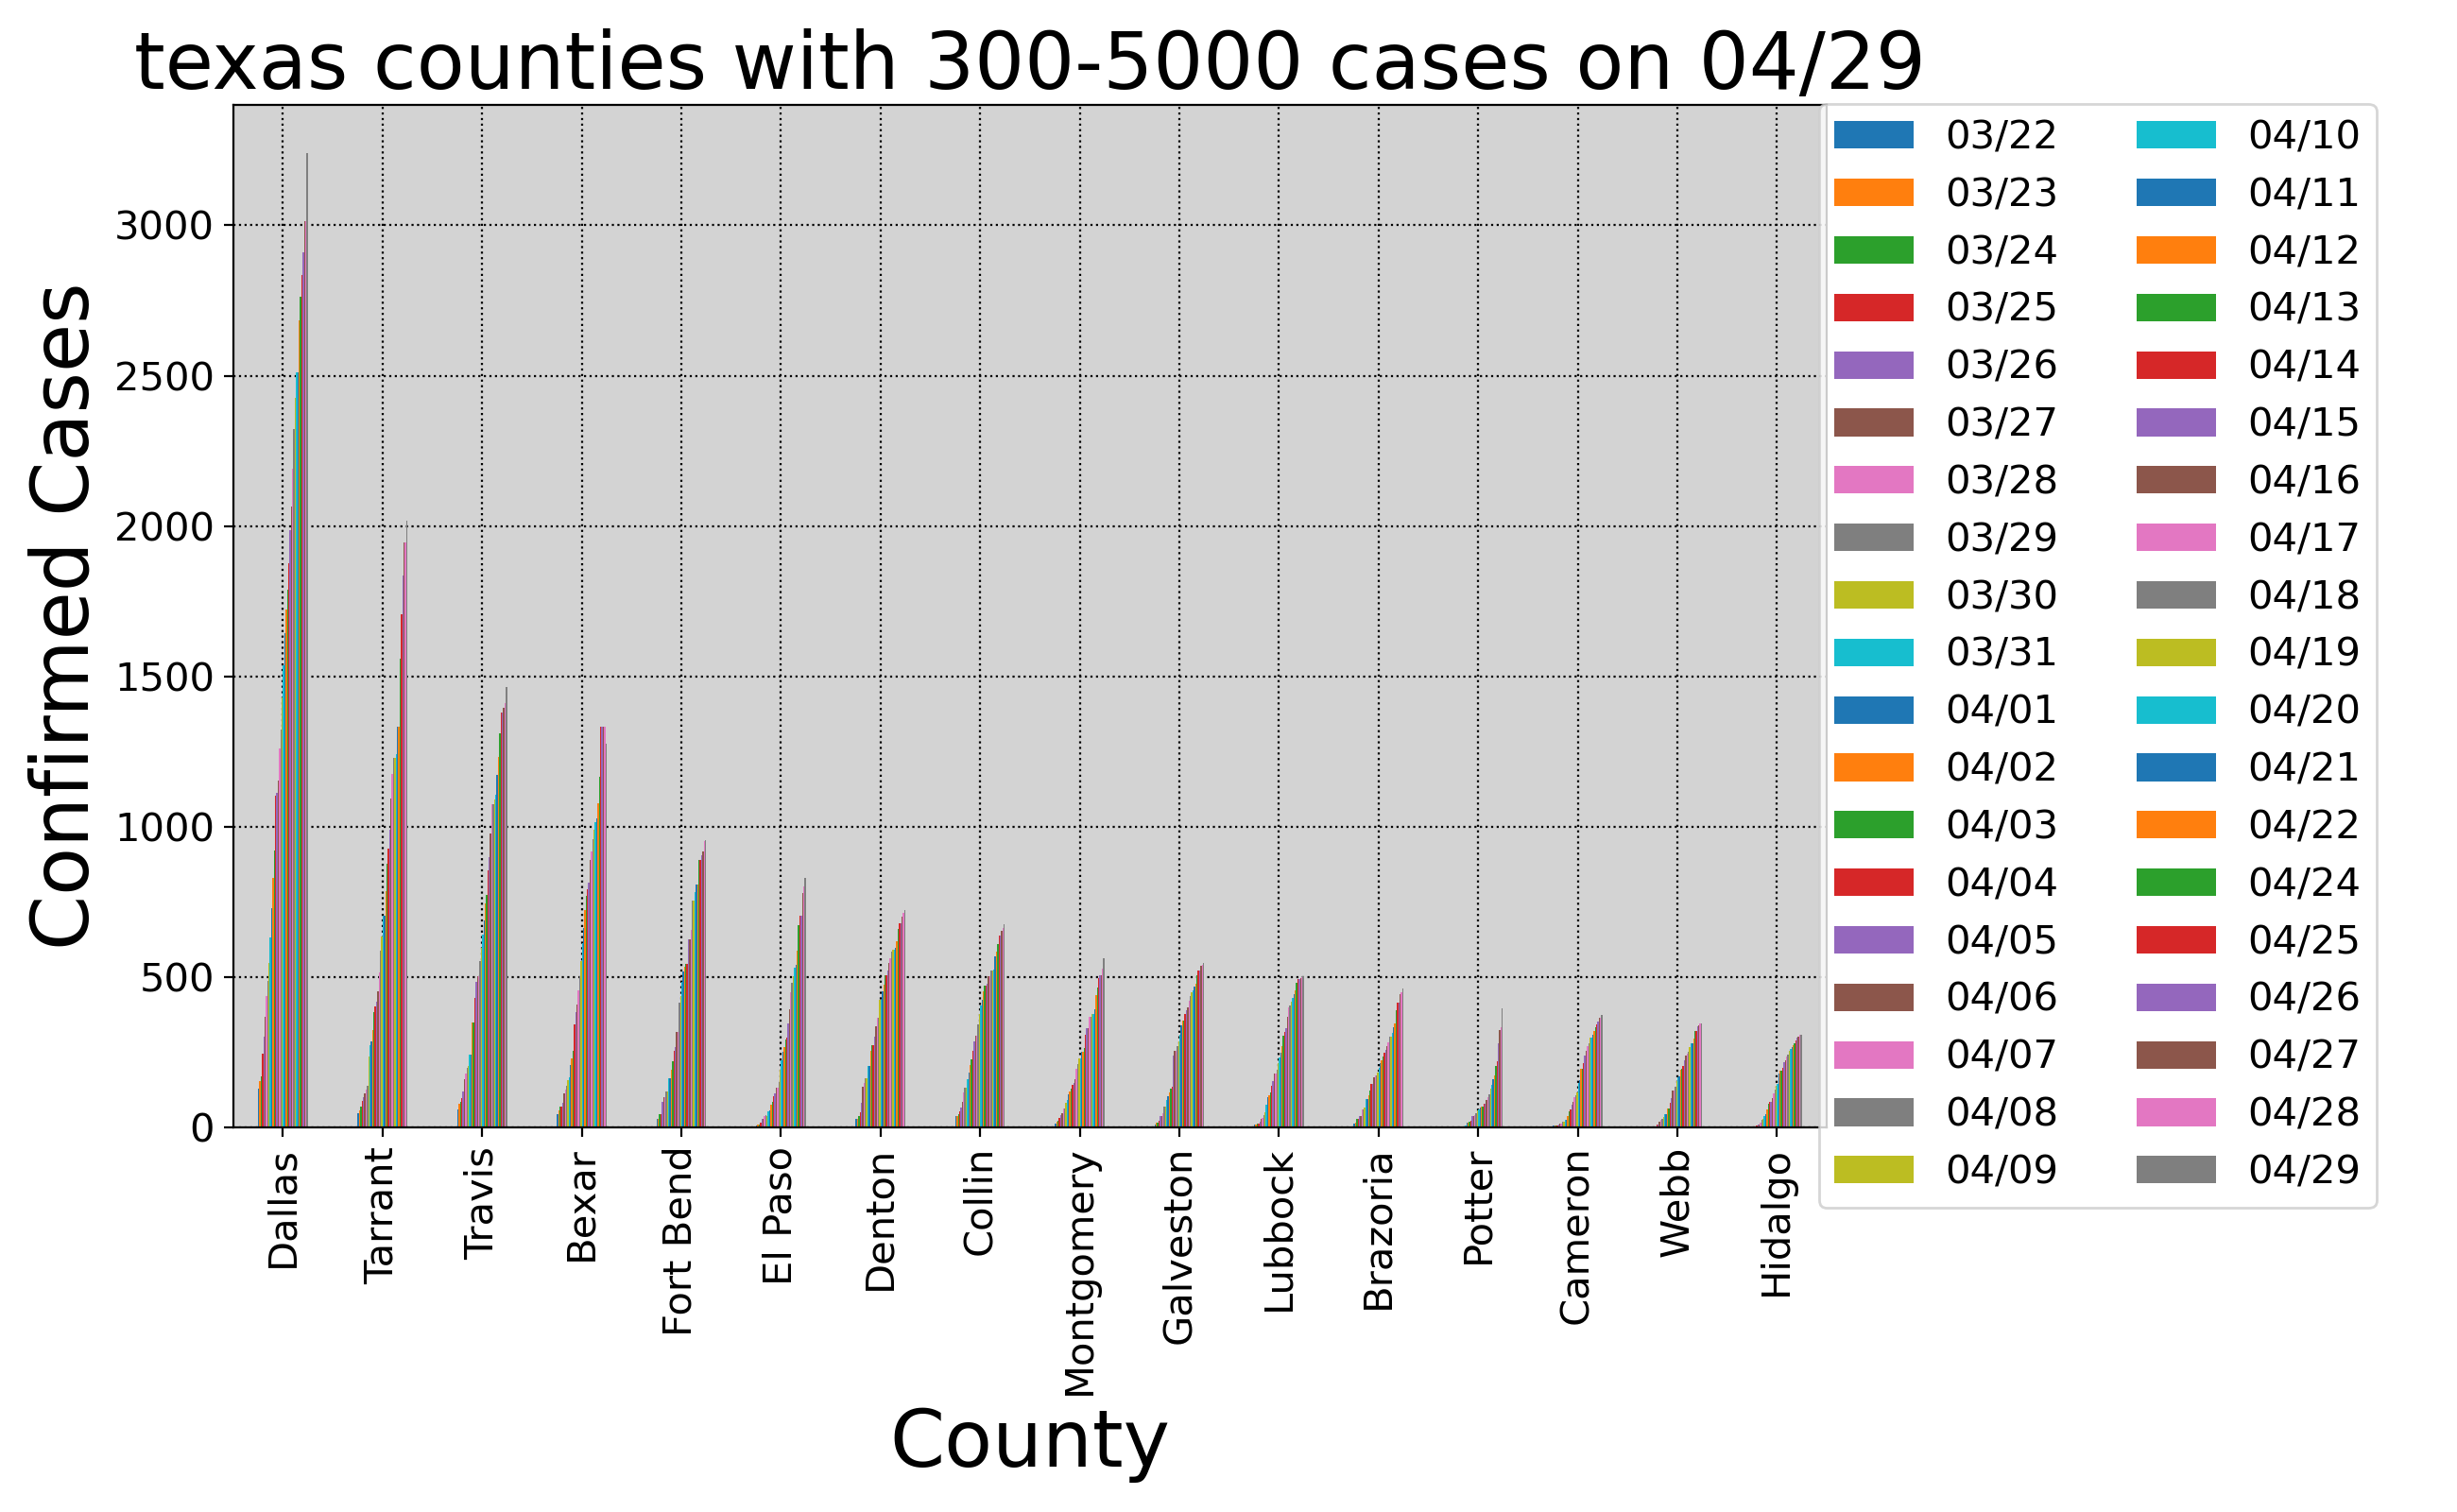 texas counties with 300-5000 cases on 04/29
Confirmed Cases
3000
2500
2000
1500
1000
500
0
Dallas
Tarrant
Travis
Bexar
Fort Bend
El Paso
Denton
Collin
Montgomery
Galveston
Lubbock
Brazoria
Potter
Cameron
Webb
Hidalgo
County
03/22
03/23
03/24
03/25
03/26
03/27
03/28
03/29
03/30
03/31
04/01
04/02
04/03
04/04
04/05
04/06
04/07
04/08
04/09
04/10
04/11
04/12
04/13
04/14
04/15
04/16
04/17
04/18
04/19
04/20
04/21
04/22
04/24
04/25
04/26
04/27
04/28
04/29